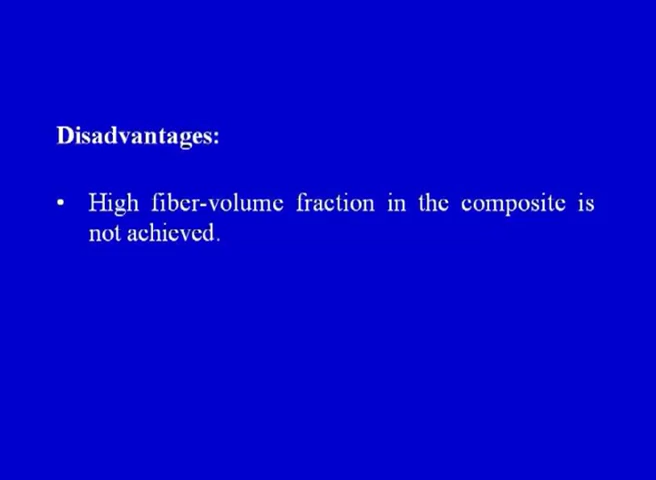 Disadvantages:
• High fiber-volume fraction in the composite is
not achieved.